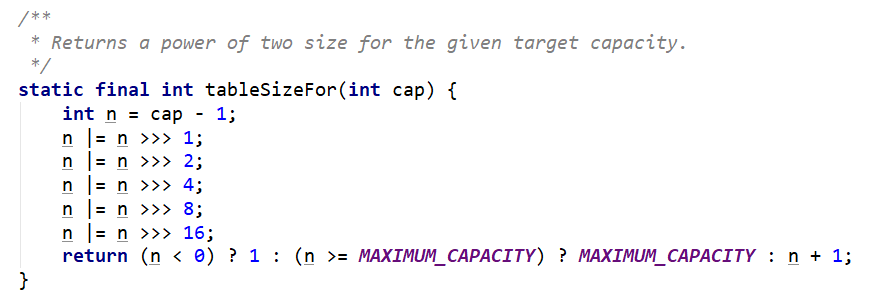 /**
 * Returns a power of two size for the given target capacity.
 */
static final int tableSizeFor(int cap) {
    int n = cap - 1;
    n |= n >>> 1;
    n |= n >>> 2;
    n |= n >>> 4;
    n |= n >>> 8;
    n |= n >>> 16;
    return (n < 0) ? 1 : (n >= MAXIMUM_CAPACITY) ? MAXIMUM_CAPACITY : n + 1;
}